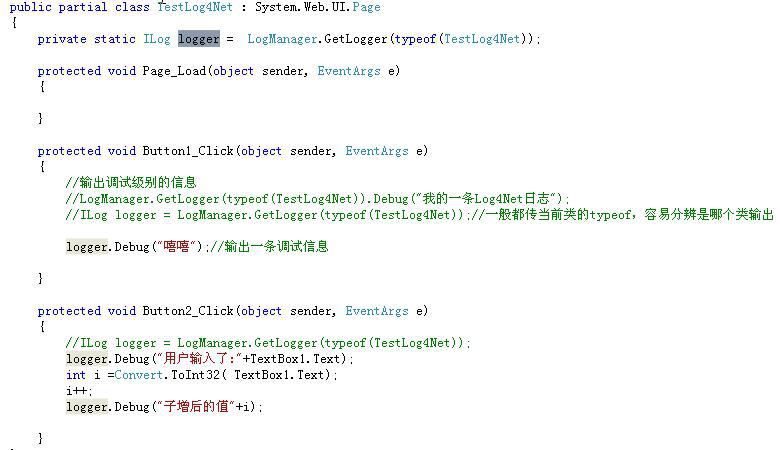 public partial class TestLog4Net : System.Web.UI.Page
{
private static ILog logger =  LogManager.GetLogger(typeof(TestLog4Net));
protected void Page_Load(object sender, EventArgs e)
{
}
protected void Button1_Click(object sender, EventArgs e)
{
//输出调试级别的信息
//LogManager.GetLogger(typeof(TestLog4Net)).Debug("我的一条Log4Net日志");
//ILog logger = LogManager.GetLogger(typeof(TestLog4Net));//一般都传当前类的typeof，容易分辨是哪个类输出
logger.Debug("嘻嘻");//输出一条调试信息
}
protected void Button2_Click(object sender, EventArgs e)
{
//ILog logger = LogManager.GetLogger(typeof(TestLog4Net));
logger.Debug("用户输入了:"+TextBox1.Text);
int i =Convert.ToInt32( TextBox1.Text);
i++;
logger.Debug("子增后的值"+i);
}